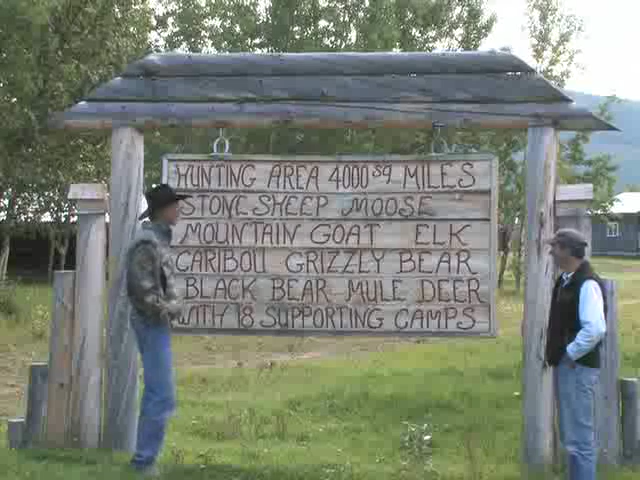 HUNTING AREA 4000 SQ MILES
STONE SHEEP MOOSE
MOUNTAIN GOAT ELK
CARIBOU GRIZZLY BEAR
BLACK BEAR MULE DEER
WITH 18 SUPPORTING CAMPS